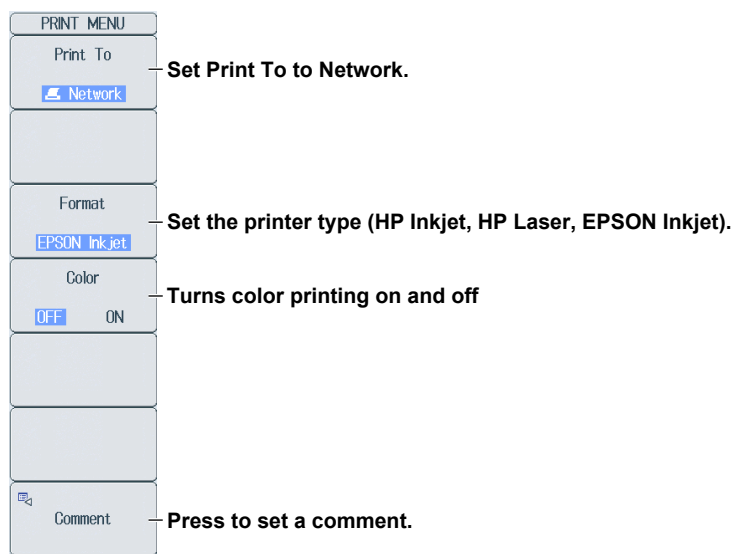 PRINT MENU
Print To
Set Print To to Network.
Network
Format
Set the printer type (HP Inkjet, HP Laser, EPSON Inkjet).
EPSON Inkjet
Color
Turns color printing on and off
OFF ON
Comment
Press to set a comment.